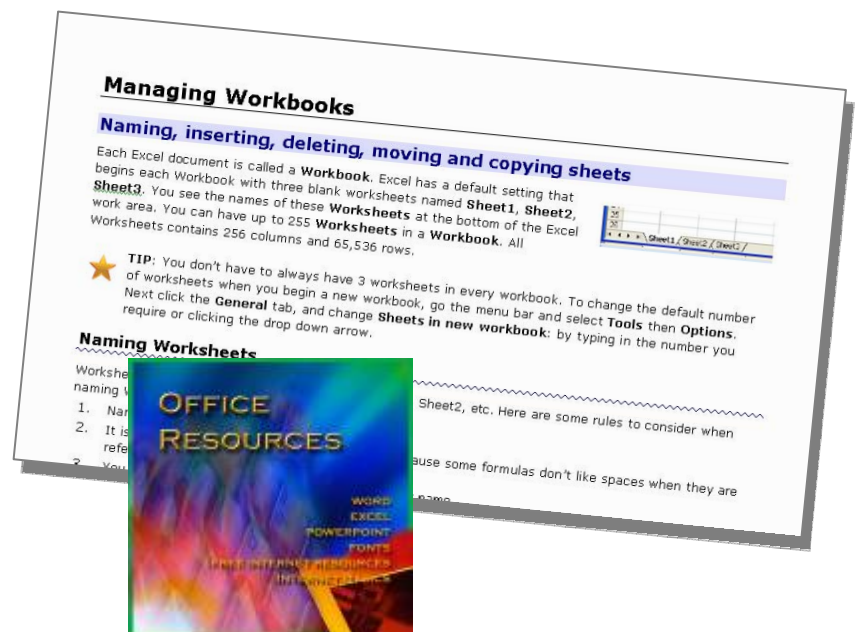 Managing Workbooks
Naming, inserting, deleting, moving and copying sheets
Each Excel document is called a Workbook. Excel has a default setting that
begins each Workbook with three blank worksheets named Sheet1, Sheet2,
Sheet3. You see the names of these Worksheets at the bottom of the Excel
work area. You can have up to 255 Worksheets in a Workbook. All
Worksheets contains 256 columns and 65,536 rows.
Sheet1 / Sheet2 / Sheet3 /
TIP: You don't have to always have 3 worksheets in every workbook. To change the default number
of worksheets when you begin a new workbook, go the menu bar and select Tools then Options.
Next click the General tab, and change Sheets in new workbook: by typing in the number you
require or clicking the drop down arrow.
Naming Worksheets
Sheet2, etc. Here are some rules to consider when
naming
1.
2. It is
some formulas don't like spaces when they are
You
name
OFFICE
RESOURCES
WORD
EXCEL
POWERPOINT
FONTS
FREE INTERNET RESOURCES